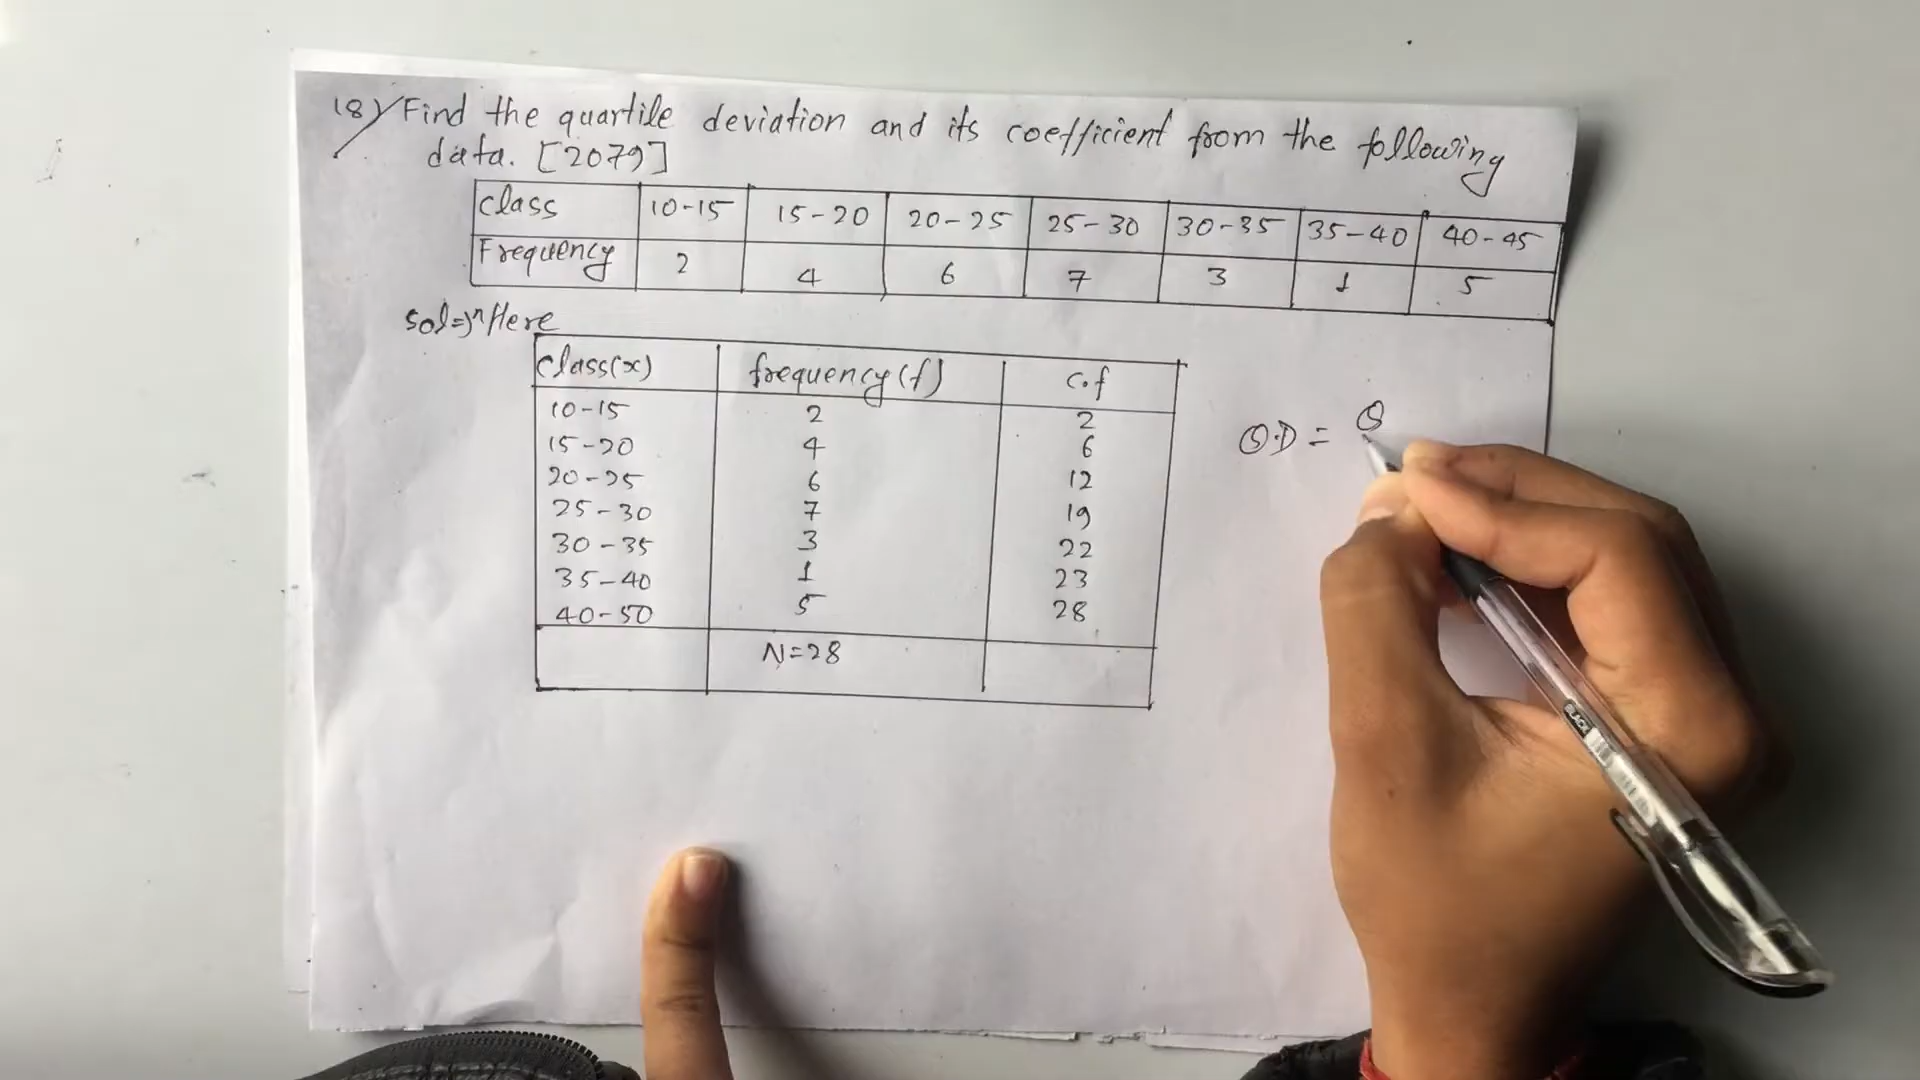 18) Find the quartile deviation and its coefficient from the following
data. [2079]
class 10-15 15-20 20-25 25-30 30-35 35-40 40-45
Frequency 2 4 6 7 3 1 5
sol=)ⁿ Here
class(x) frequency(f) c.f
10-15 2 2
15-20 4 6
20-25 6 12
25-30 7 19
30-35 3 22
35-40 1 23
40-50 5 28
N=28
Q.D = Q
BLACK